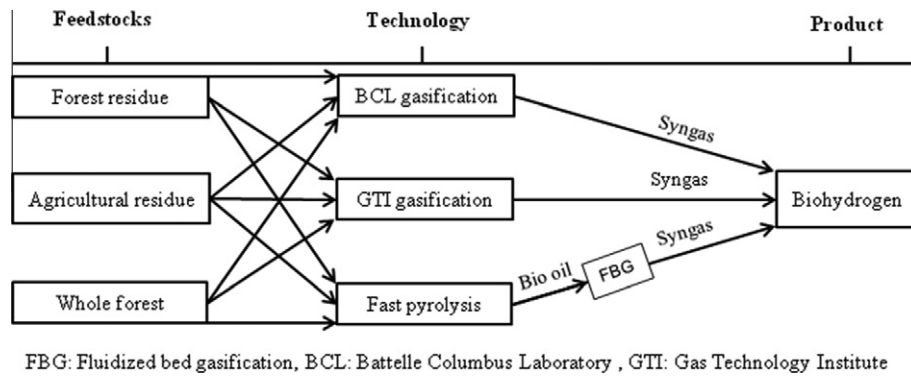 Feedstocks
Technology
Product
Forest residue
BCL gasification
Syngas
Agricultural residue
GTI gasification
Syngas
Biohydrogen
Whole forest
Fast pyrolysis
Bio oil
FBG
Syngas
FBG: Fluidized bed gasification, BCL: Battelle Columbus Laboratory , GTI: Gas Technology Institute